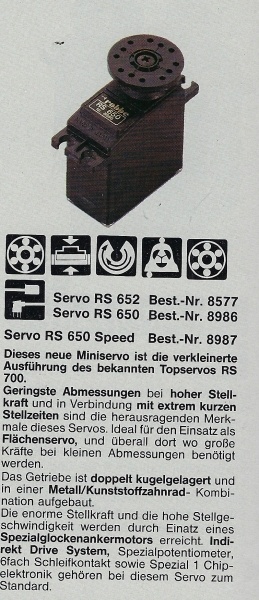 robbe
RS 650
Servo RS 652 Best.-Nr. 8577
Servo RS 650 Best.-Nr. 8986
Servo RS 650 Speed Best.-Nr. 8987
Dieses neue Miniservo ist die verkleinerte
Ausführung des bekannten Topservos RS
700.
Geringste Abmessungen bei hoher Stell-
kraft und in Verbindung mit extrem kurzen
Stellzeiten sind die herausragenden Merk-
male dieses Servos. Ideal für den Einsatz als
Flächenservo, und überall dort wo große
Kräfte bei kleinen Abmessungen benötigt
werden.
Das Getriebe ist doppelt kugelgelagert und
in einer Metall/Kunststoffzahnrad- Kombi-
nation aufgebaut.
Die enorme Stellkraft und die hohe Stellge-
schwindigkeit werden durch Einatz eines
Spezialglockenankermotors erreicht. Indi-
rekt Drive System, Spezialpotentiometer,
6fach Schleifkontakt sowie Spezial 1 Chip-
elektronik gehören bei diesem Servo zum
Standard.